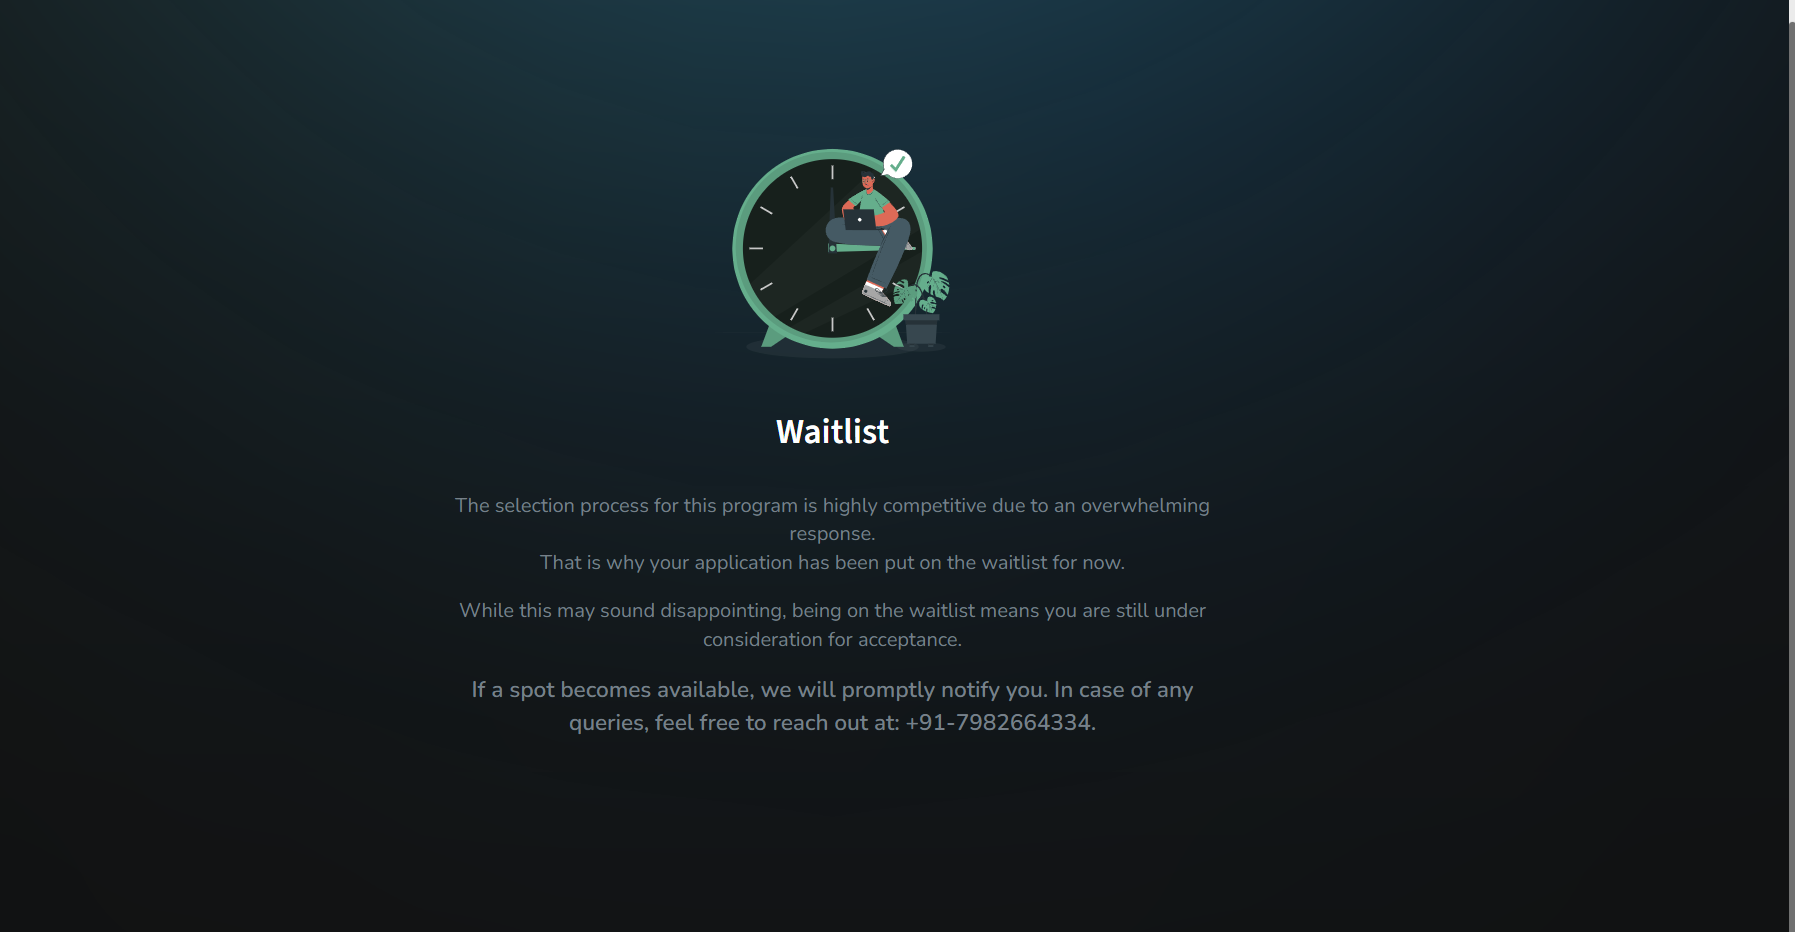 Waitlist
The selection process for this program is highly competitive due to an overwhelming
response.
That is why your application has been put on the waitlist for now.
While this may sound disappointing, being on the waitlist means you are still under
consideration for acceptance.
If a spot becomes available, we will promptly notify you. In case of any
queries, feel free to reach out at: +91-7982664334.